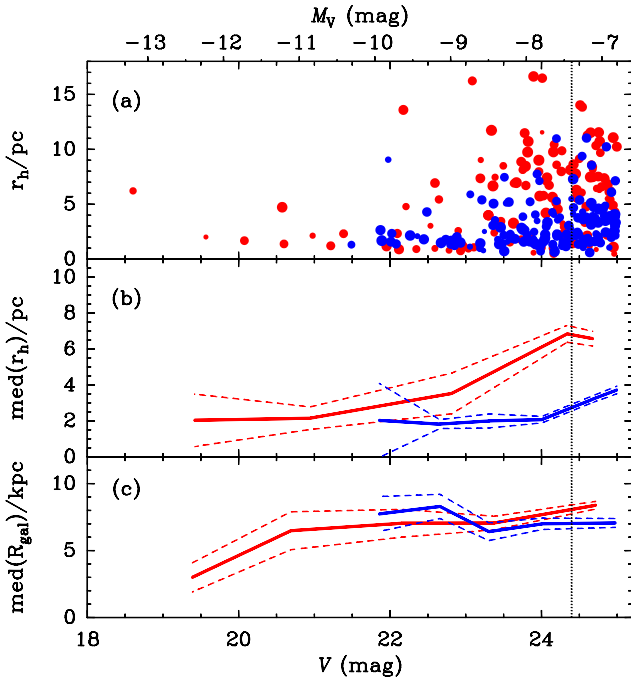 M_V (mag)
−13 −12 −11 −10 −9 −8 −7
(a)
r_h/pc
15
10
5
0
(b)
med(r_h)/pc
10
8
6
4
2
0
(c)
med(R_gal)/kpc
10
5
0
18 20 22 24
V (mag)